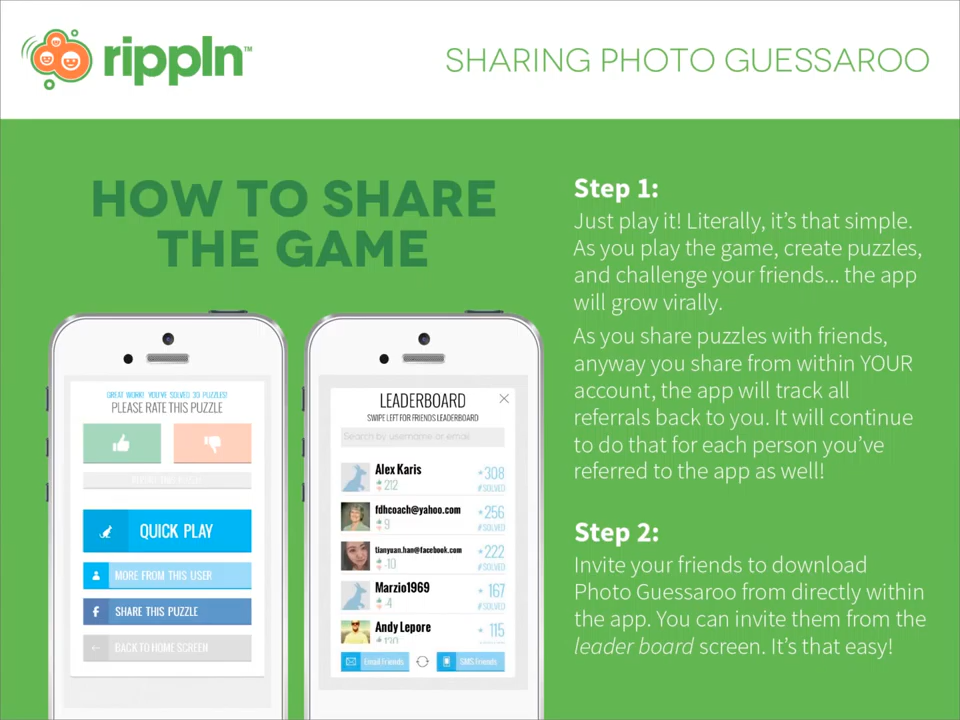 rippln™
SHARING PHOTO GUESSAROO
HOW TO SHARE
THE GAME
GREAT WORK! YOU'VE SOLVED 30 PUZZLES!
PLEASE RATE THIS PUZZLE
QUICK PLAY
MORE FROM THIS USER
f SHARE THIS PUZZLE
BACK TO HOME SCREEN
LEADERBOARD
SWIPE LEFT FOR FRIENDS LEADERBOARD
Search by username or email
Alex Karis
212
308
#SOLVED
fdhcoach@yahoo.com
9
256
#SOLVED
tianyuan.han@facebook.com
-10
222
#SOLVED
Marzio1969
-4
167
#SOLVED
Andy Lepore
130
115
Email Friends
SMS Friends
Step 1:
Just play it! Literally, it's that simple.
As you play the game, create puzzles,
and challenge your friends... the app
will grow virally.
As you share puzzles with friends,
anyway you share from within YOUR
account, the app will track all
referrals back to you. It will continue
to do that for each person you've
referred to the app as well!
Step 2:
Invite your friends to download
Photo Guessaroo from directly within
the app. You can invite them from the
leader board screen. It's that easy!